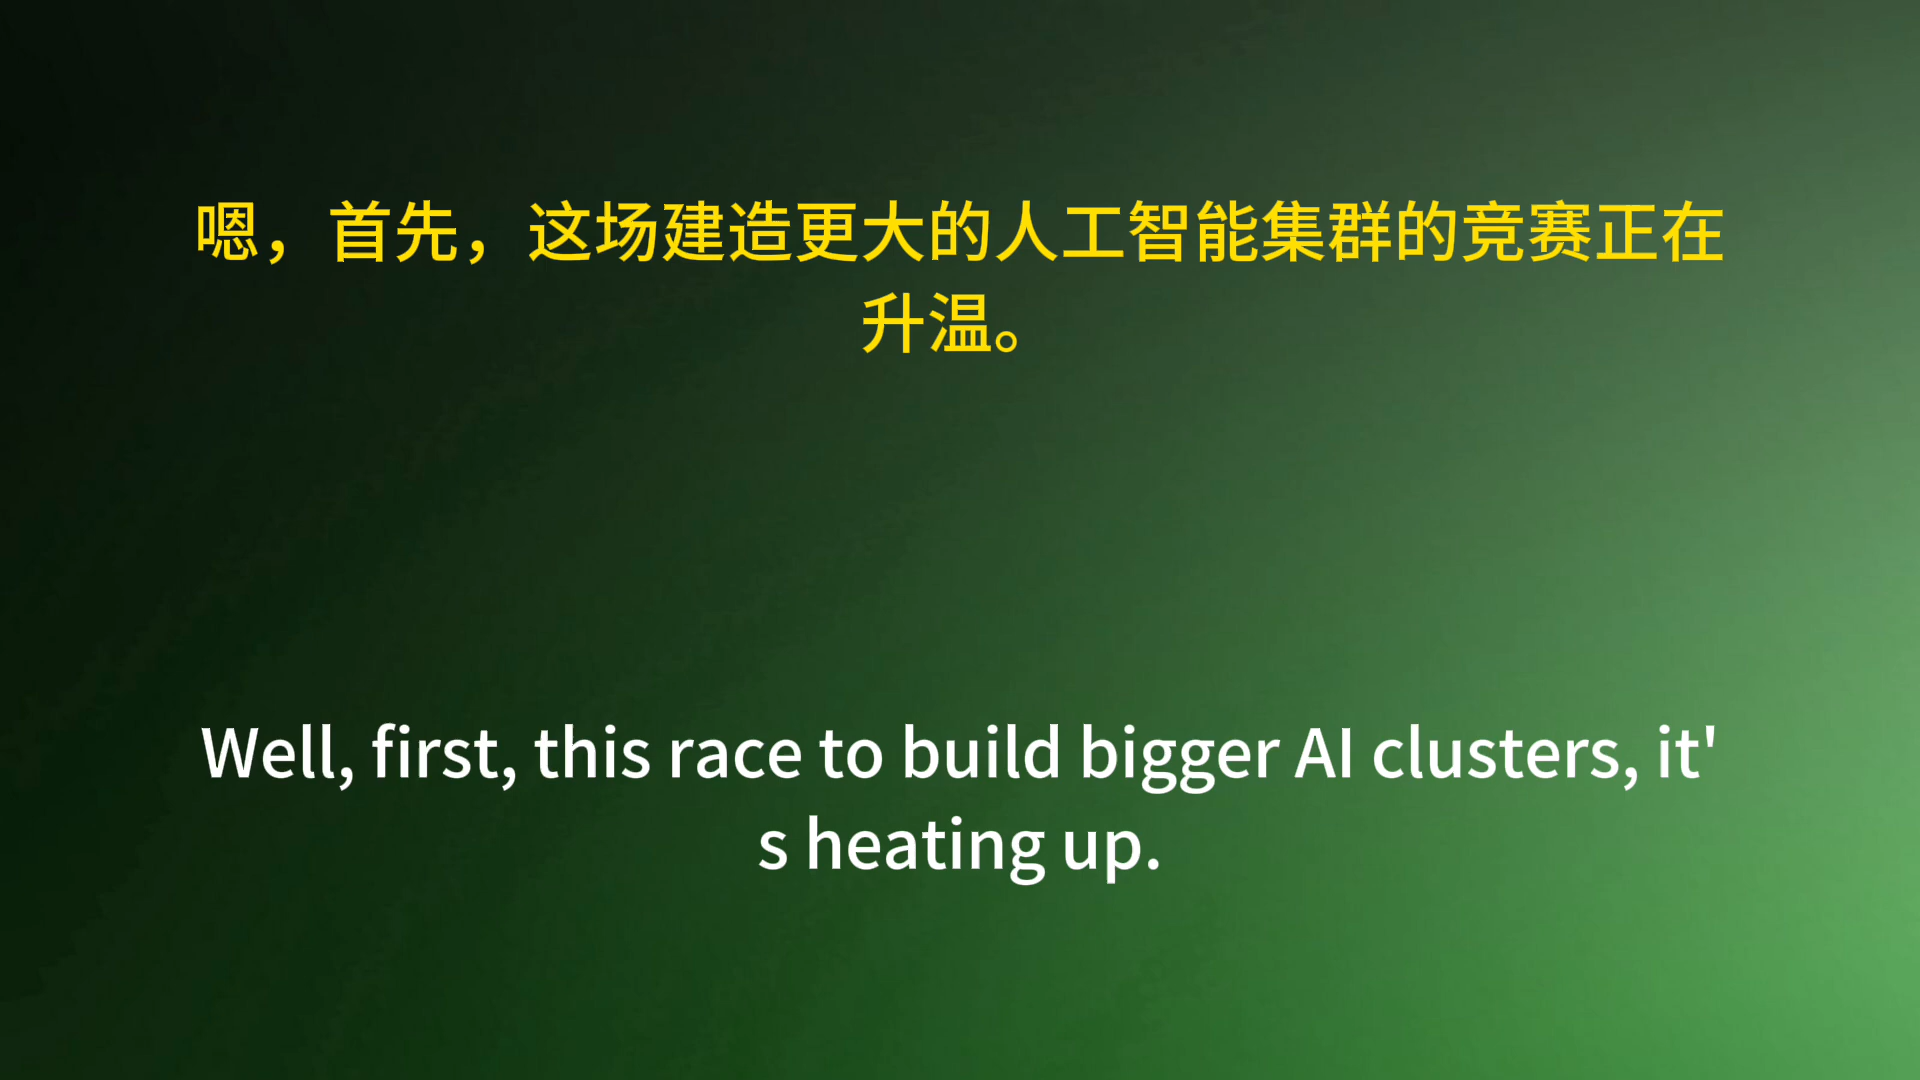 嗯，首先，这场建造更大的人工智能集群的竞赛正在
升温。
Well, first, this race to build bigger AI clusters, it'
s heating up.